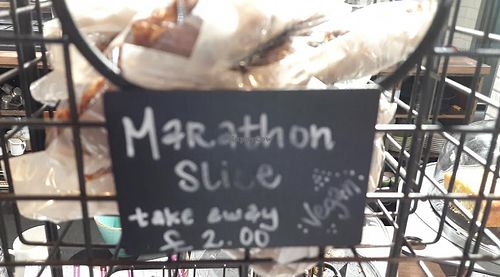 Marathon
Slice
Vegan
take away
£ 2.00